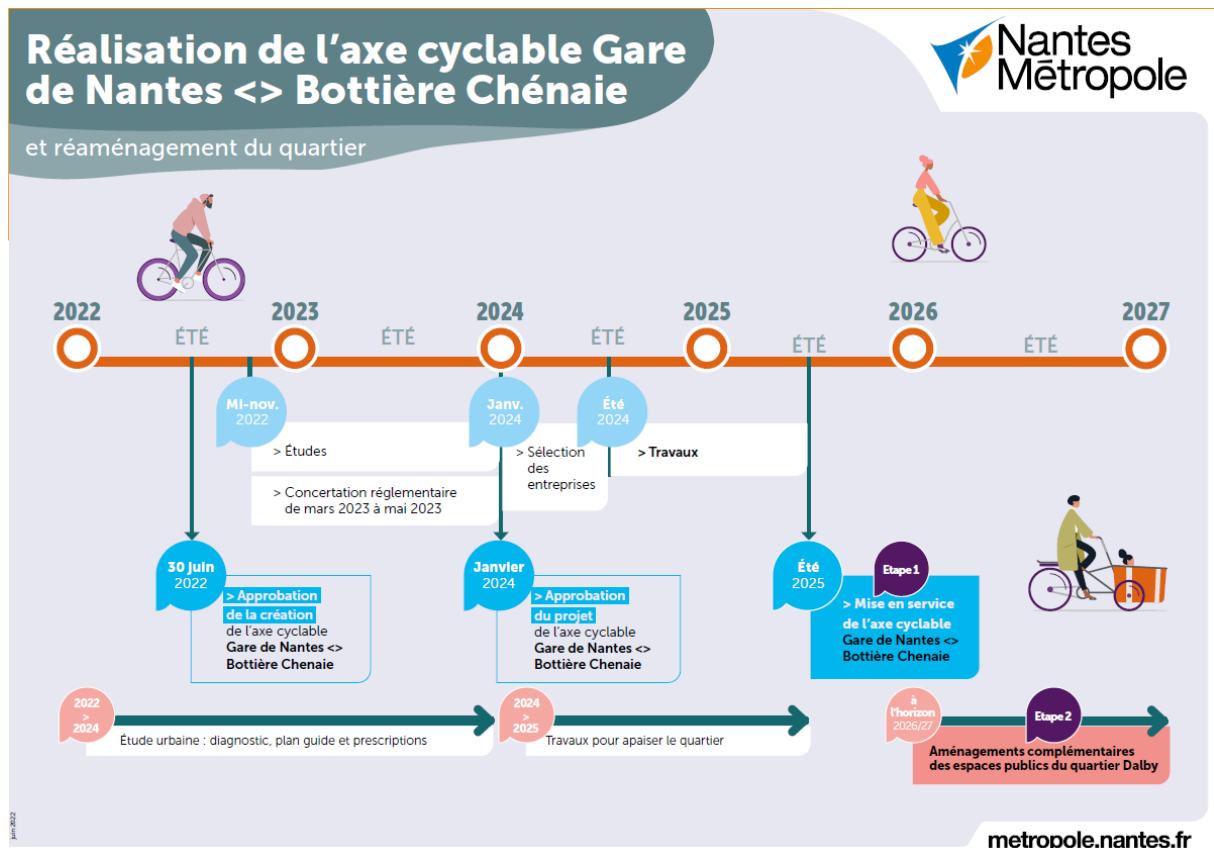 Réalisation de l'axe cyclable Gare
de Nantes <> Bottière Chénaie
et réaménagement du quartier
Nantes
Métropole
2022
ÉTÉ
2023
ÉTÉ
2024
ÉTÉ
2025
ÉTÉ
2026
ÉTÉ
2027
Mi-nov.
2022
> Études
> Concertation réglementaire
de mars 2023 à mai 2023
Janv.
2024
> Sélection
des
entreprises
Été
2024
> Travaux
30 juin
2022
> Approbation
de la création
de l'axe cyclable
Gare de Nantes <>
Bottière Chenaie
Janvier
2024
> Approbation
du projet
de l'axe cyclable
Gare de Nantes <>
Bottière Chenaie
Été
2025
Etape 1
> Mise en service
de l'axe cyclable
Gare de Nantes <>
Bottière Chenaie
2022
>
2024
Étude urbaine : diagnostic, plan guide et prescriptions
2024
>
2025
Travaux pour apaiser le quartier
à
l'horizon
2026/27
Etape 2
Aménagements complémentaires
des espaces publics du quartier Dalby
juin 2022
metropole.nantes.fr